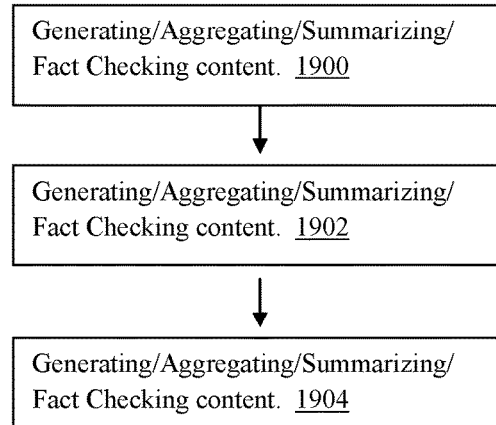 Generating/Aggregating/Summarizing/
Fact Checking content. 1900
Generating/Aggregating/Summarizing/
Fact Checking content. 1902
Generating/Aggregating/Summarizing/
Fact Checking content. 1904